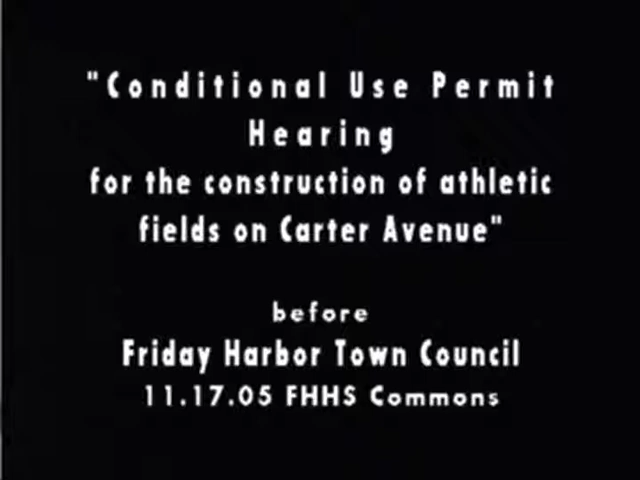 "Conditional Use Permit
Hearing
for the construction of athletic
fields on Carter Avenue"
before
Friday Harbor Town Council
11.17.05 FHHS Commons